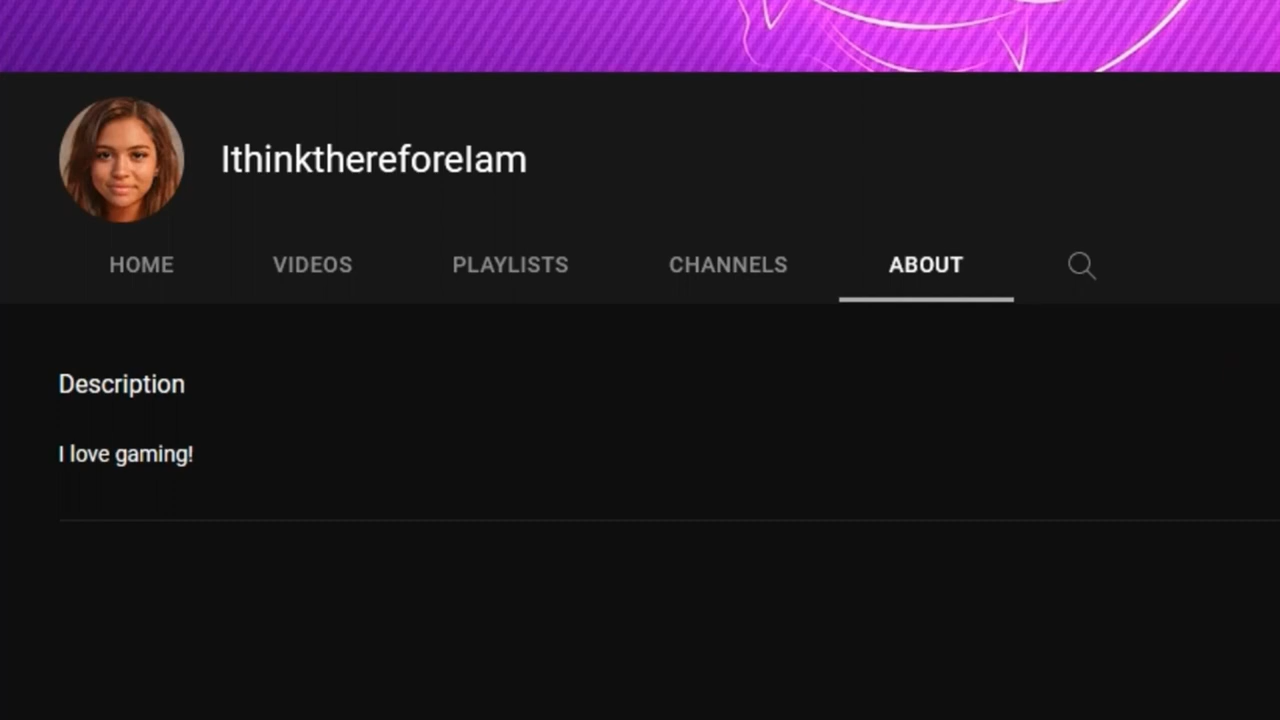 IthinkthereforeIam
HOME VIDEOS PLAYLISTS CHANNELS ABOUT
Description
I love gaming!